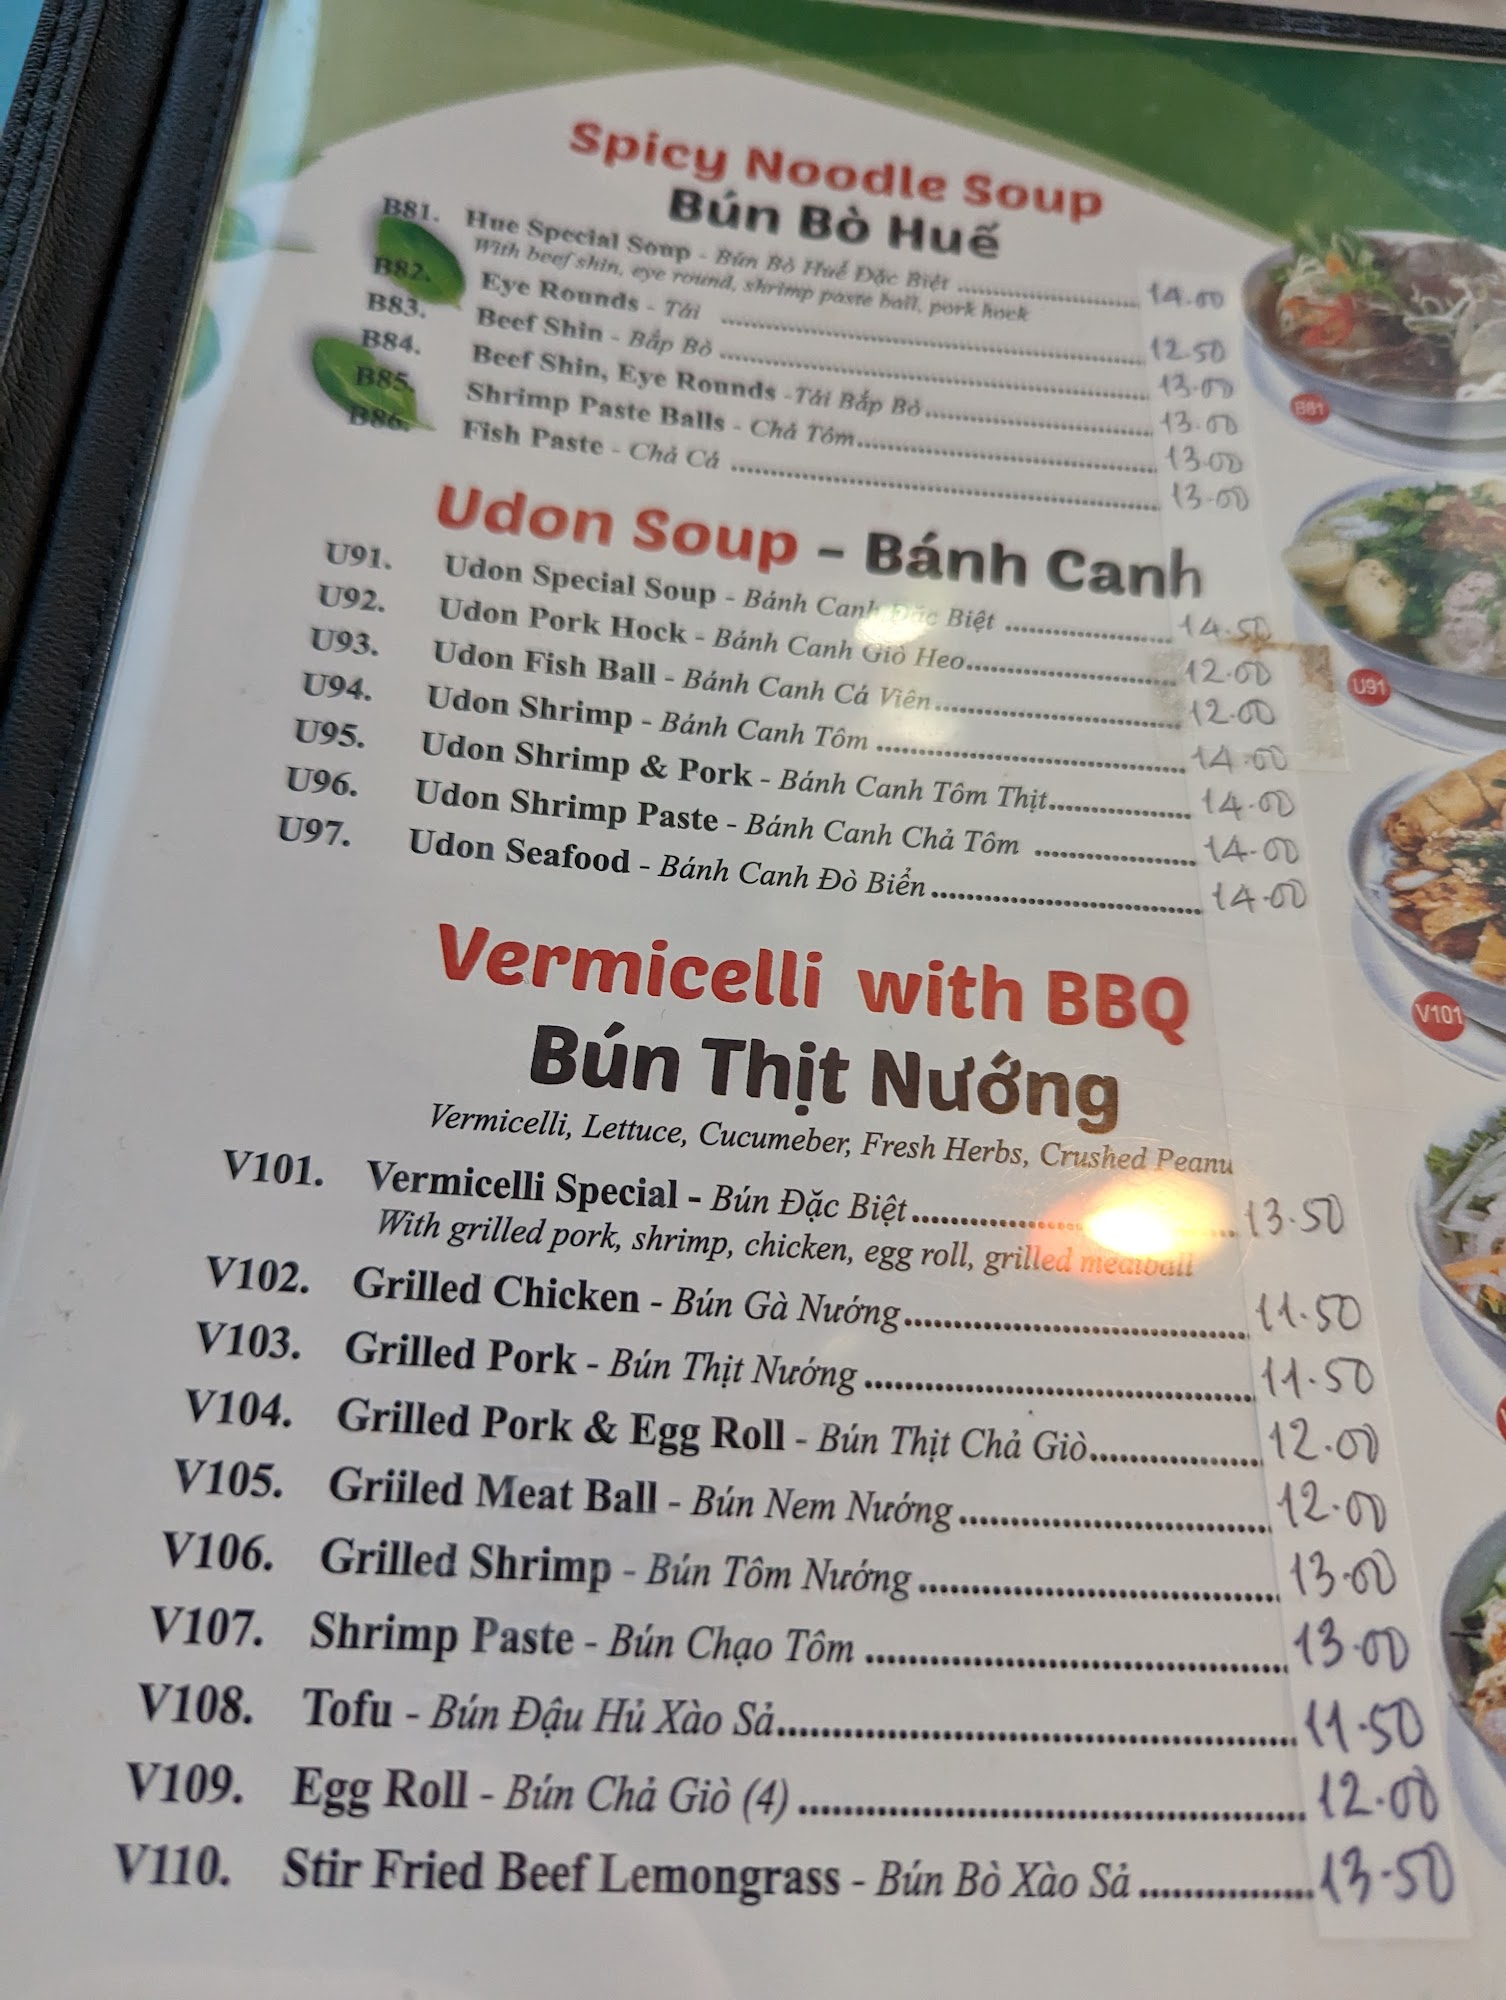 Spicy Noodle Soup
Bún Bò Huế
B81. Hue Special Soup - Bún Bò Huế Đặc Biệt 14.00
With beef shin, eye round, shrimp paste ball, pork hock
B82. Eye Rounds - Tái 12.50
B83. Beef Shin - Bắp Bò 13.00
B84. Beef Shin, Eye Rounds -Tái Bắp Bò 13.00
B85. Shrimp Paste Balls - Chả Tôm 13.00
B86. Fish Paste - Chả Cá 13.00
B81
Udon Soup – Bánh Canh
U91. Udon Special Soup - Bánh Canh Đặc Biệt 14.50
U92. Udon Pork Hock - Bánh Canh Giò Heo 12.00
U93. Udon Fish Ball - Bánh Canh Cá Viên 12.00
U94. Udon Shrimp - Bánh Canh Tôm 14.00
U95. Udon Shrimp & Pork - Bánh Canh Tôm Thịt 14.00
U96. Udon Shrimp Paste - Bánh Canh Chả Tôm 14.00
U97. Udon Seafood - Bánh Canh Đò Biển 14.00
U91
Vermicelli with BBQ
Bún Thịt Nướng
Vermicelli, Lettuce, Cucumeber, Fresh Herbs, Crushed Peanu
V101. Vermicelli Special - Bún Đặc Biệt 13.50
With grilled pork, shrimp, chicken, egg roll, grilled meatball
V102. Grilled Chicken - Bún Gà Nướng 11.50
V103. Grilled Pork - Bún Thịt Nướng 11.50
V104. Grilled Pork & Egg Roll - Bún Thịt Chả Giò 12.00
V105. Griiled Meat Ball - Bún Nem Nướng 12.00
V106. Grilled Shrimp - Bún Tôm Nướng 13.00
V107. Shrimp Paste - Bún Chạo Tôm 13.00
V108. Tofu - Bún Đậu Hủ Xào Sả 11.50
V109. Egg Roll - Bún Chả Giò (4) 12.00
V110. Stir Fried Beef Lemongrass - Bún Bò Xào Sả 13.50
V101